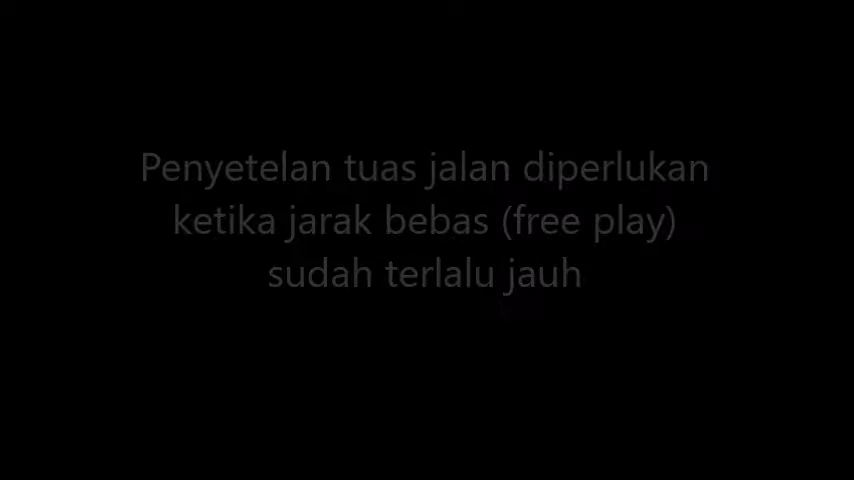 Penyetelan tuas jalan diperlukan
ketika jarak bebas (free play)
sudah terlalu jauh